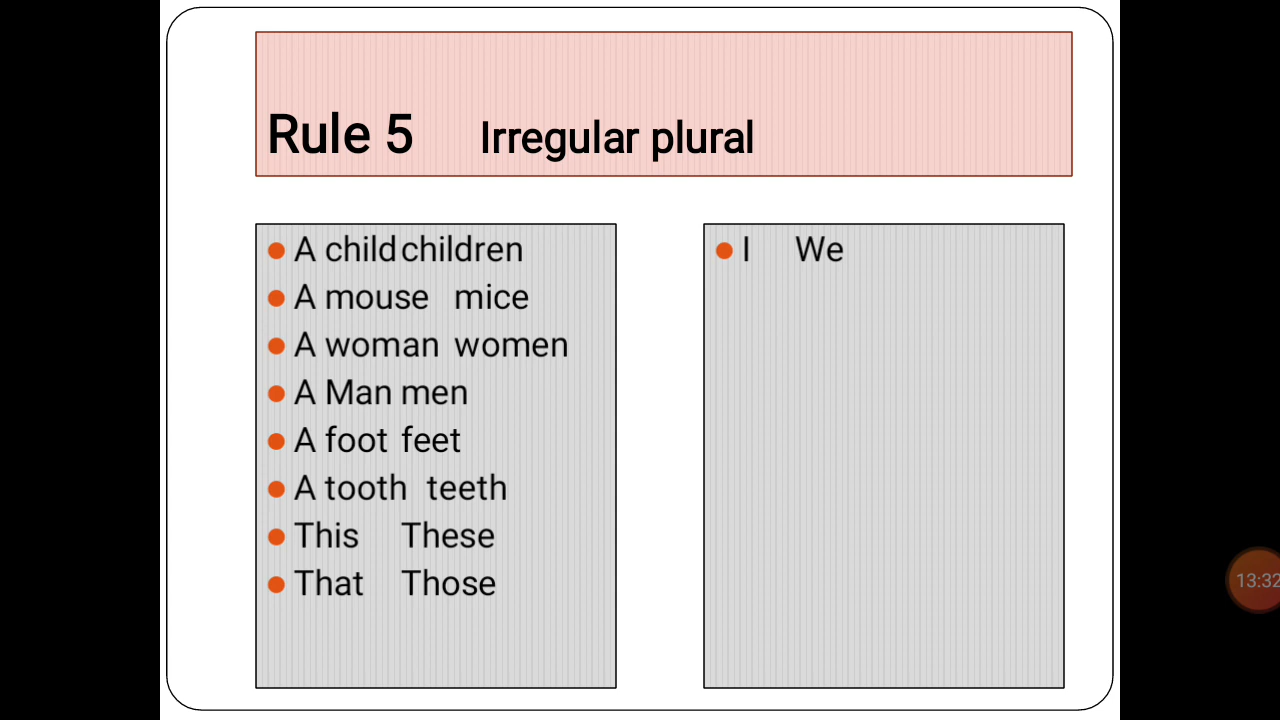 Rule 5 Irregular plural
A child children
A mouse mice
A woman women
A Man men
A foot feet
A tooth teeth
This These
That Those
I We
13:32